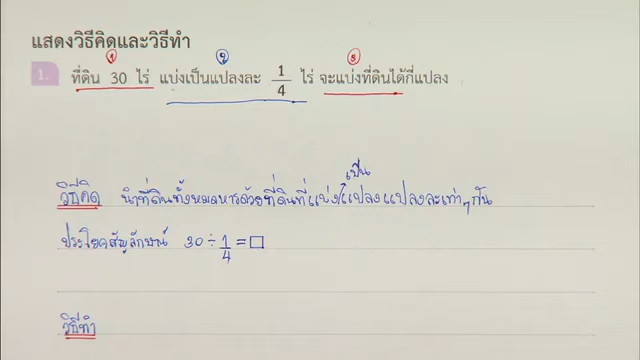 แสดงวิธีคิดและวิธีทำ
1 2 3
1. ที่ดิน 30 ไร่ แบ่งเป็นแปลงละ 1/4 ไร่ จะแบ่งที่ดินได้กี่แปลง
เป็น
วิธีคิด นำที่ดินทั้งหมดหารด้วยที่ดินที่แบ่งแปลงแปลงละเท่าๆกัน
ประโยคสัญลักษณ์ 30 ÷ 1/4 = □
วิธีทำ